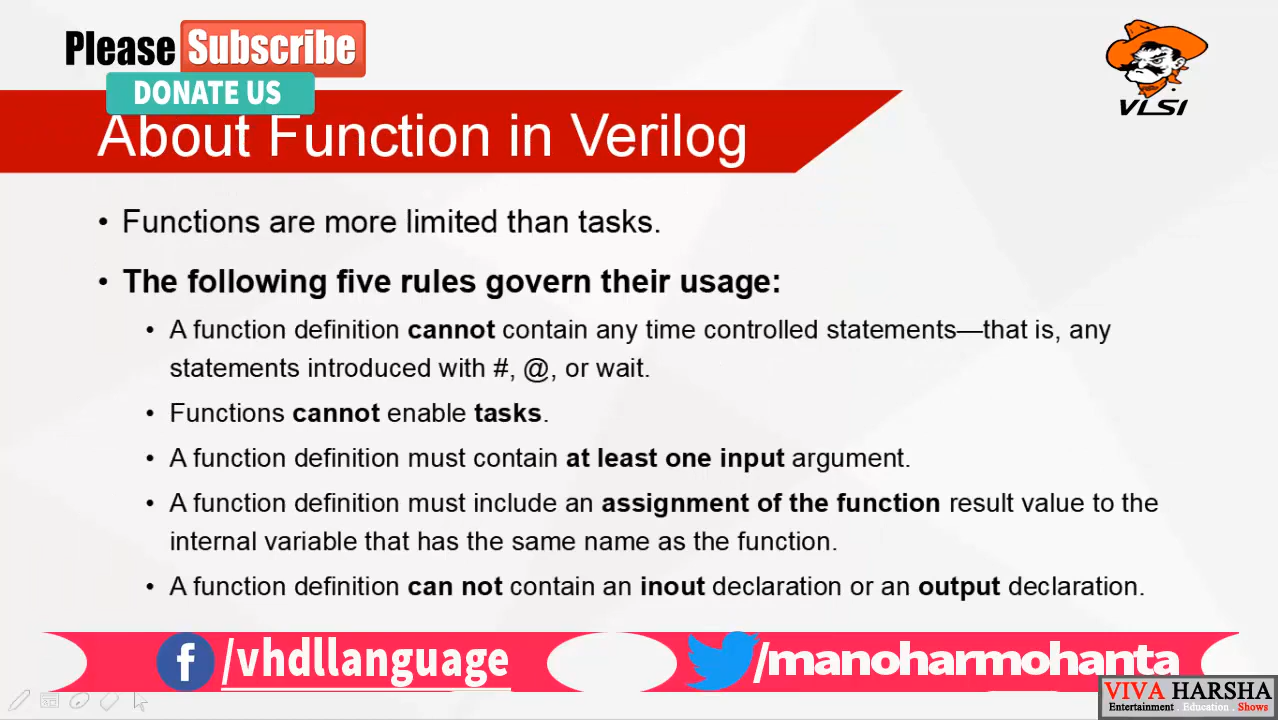 Please Subscribe
DONATE US
VLSI
About Function in Verilog
• Functions are more limited than tasks.
• The following five rules govern their usage:
• A function definition cannot contain any time controlled statements—that is, any
statements introduced with #, @, or wait.
• Functions cannot enable tasks.
• A function definition must contain at least one input argument.
• A function definition must include an assignment of the function result value to the
internal variable that has the same name as the function.
• A function definition can not contain an inout declaration or an output declaration.
f /vhdllanguage
/manoharmohanta
VIVA HARSHA
Entertainment . Education . Shows